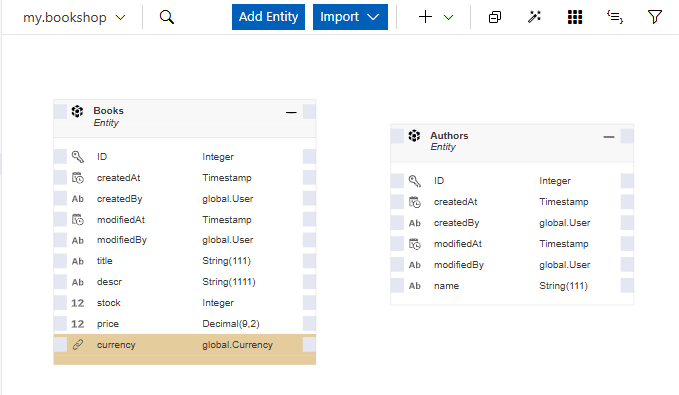 my.bookshop Add Entity Import
Books
Entity
ID Integer
createdAt Timestamp
Ab createdBy global.User
modifiedAt Timestamp
Ab modifiedBy global.User
Ab title String(111)
Ab descr String(1111)
12 stock Integer
12 price Decimal(9,2)
currency global.Currency
Authors
Entity
ID Integer
createdAt Timestamp
Ab createdBy global.User
modifiedAt Timestamp
Ab modifiedBy global.User
Ab name String(111)